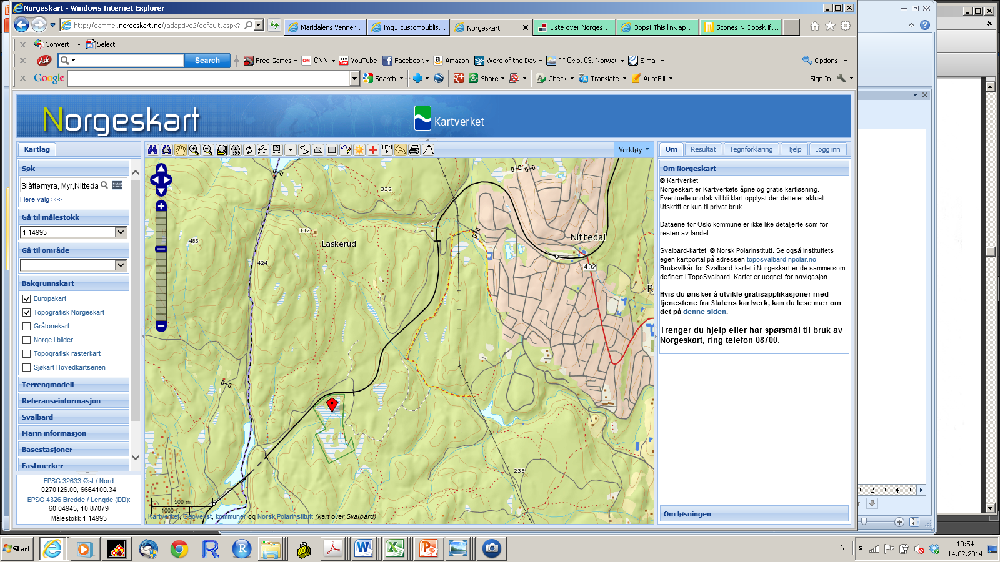 Norgeskart - Windows Internet Explorer
http://gammel.norgeskart.no//adaptive2/default.aspx?
Maridalens Venner...
img1.custompublis...
Norgeskart
Liste over Norges...
Oops! This link ap...
Scones > Oppskrif...
Convert
Select
Ask
Search
Free Games
CNN
YouTube
Facebook
Amazon
Word of the Day
1° Oslo, 03, Norway
E-mail
Options
Google
Search
Share
Check
Translate
AutoFill
Sign In
Norgeskart
Kartverket
Kartlag
Verktøy
Om
Resultat
Tegnforklaring
Hjelp
Logg inn
Søk
Slåttemyra, Myr,Nitteda
Flere valg >>>
Gå til målestokk
1:14993
Gå til område
Bakgrunnskart
Europakart
Topografisk Norgeskart
Gråtonekart
Norge i bilder
Topografisk rasterkart
Sjøkart Hovedkartserien
Terrengmodell
Referanseinformasjon
Svalbard
Marin informasjon
Basestasjoner
Fastmerker
EPSG 32633 Øst / Nord
0270126.00, 6664100.34
EPSG 4326 Bredde / Lengde (DD):
60.04945, 10.87079
Målestokk 1:14993
332
332
Laskerud
483
424
Nittedal
402
R
235
500 m
1000 ft
Kartverket, Geovekst, kommuner og Norsk Polarinstitutt (kart over Svalbard)
Om Norgeskart
© Kartverket
Norgeskart er Kartverkets åpne og gratis kartløsning.
Eventuelle unntak vil bli klart opplyst der dette er aktuelt.
Utskrift er kun til privat bruk.
Dataene for Oslo kommune er ikke like detaljerte som for
resten av landet.
Svalbard-kartet: © Norsk Polarinstitutt. Se også instituttets
egen kartportal på adressen toposvalbard.npolar.no.
Bruksvilkår for Svalbard-kartet i Norgeskart er de samme som
definert i TopoSvalbard. Kartet er uegnet for navigasjon.
Hvis du ønsker å utvikle gratisapplikasjoner med
tjenestene fra Statens kartverk, kan du lese mer om
det på denne siden.
Trenger du hjelp eller har spørsmål til bruk av
Norgeskart, ring telefon 08700.
Om løsningen
2 4
Start
NO
10:54
14.02.2014